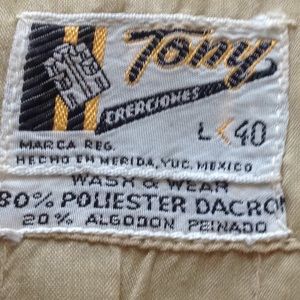 Tony
CREACIONES
L 40
MARCA REG.
HECHO EN MERIDA, YUC. MEXICO
WASH & WEAR
80% POLIESTER DACRON
20% ALGODON PEINADO